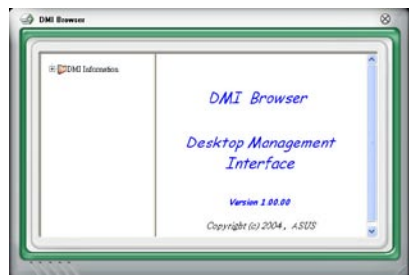 DMI Browser
DMI Information
DMI Browser
Desktop Management
Interface
Version 1.00.00
Copyright (c) 2004, ASUS